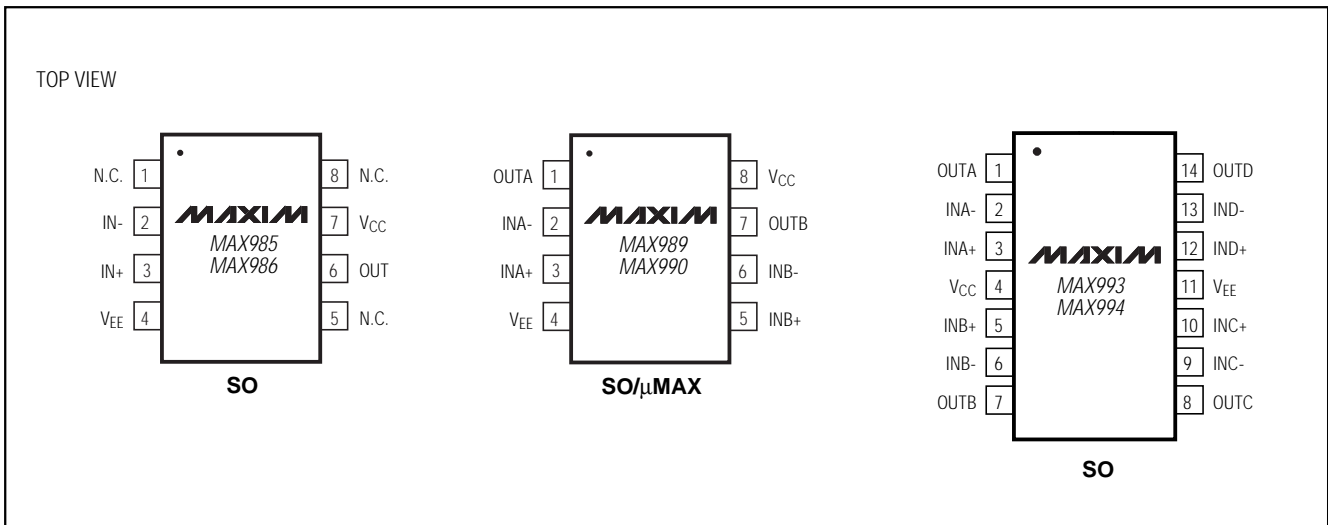 TOP VIEW
N.C. 1
IN- 2
IN+ 3
VEE 4
MAXIM
MAX985
MAX986
8 N.C.
7 VCC
6 OUT
5 N.C.
SO
OUTA 1
INA- 2
INA+ 3
VEE 4
MAXIM
MAX989
MAX990
8 VCC
7 OUTB
6 INB-
5 INB+
SO/μMAX
OUTA 1
INA- 2
INA+ 3
VCC 4
INB+ 5
INB- 6
OUTB 7
MAXIM
MAX993
MAX994
14 OUTD
13 IND-
12 IND+
11 VEE
10 INC+
9 INC-
8 OUTC
SO